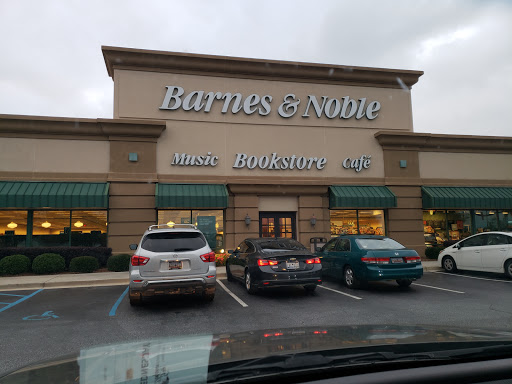 Barnes & Noble
Music Bookstore Café